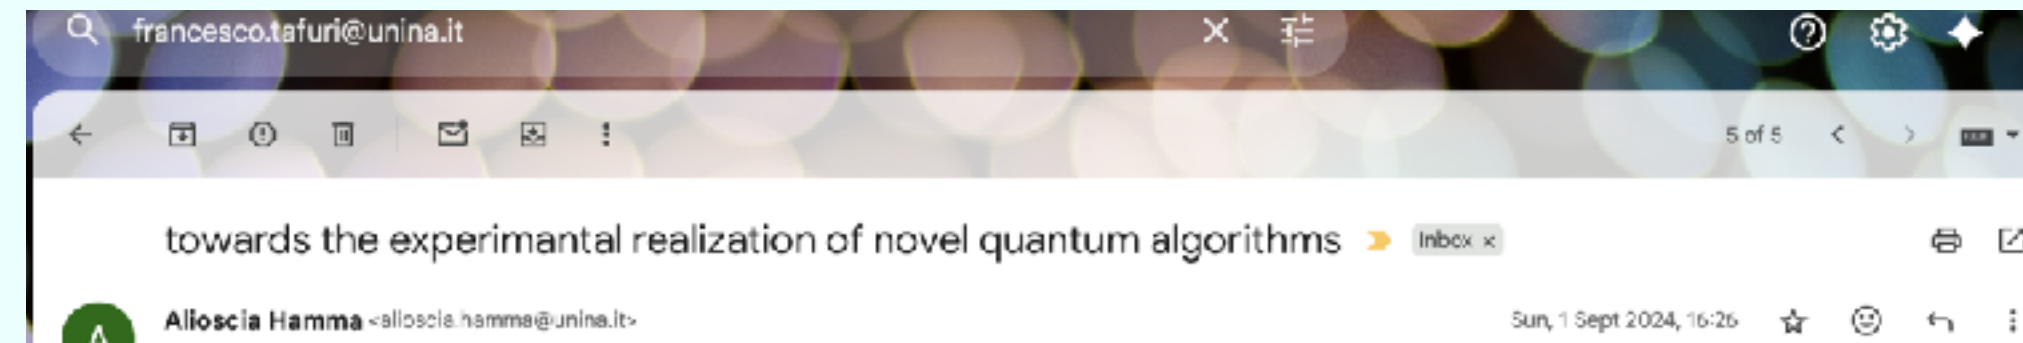 francesco.tafuri@unina.it
5 of 5
towards the experimantal realization of novel quantum algorithms Inbox x
Alioscia Hamma <alioscia.hamma@unina.it> Sun, 1 Sept 2024, 16:26
A